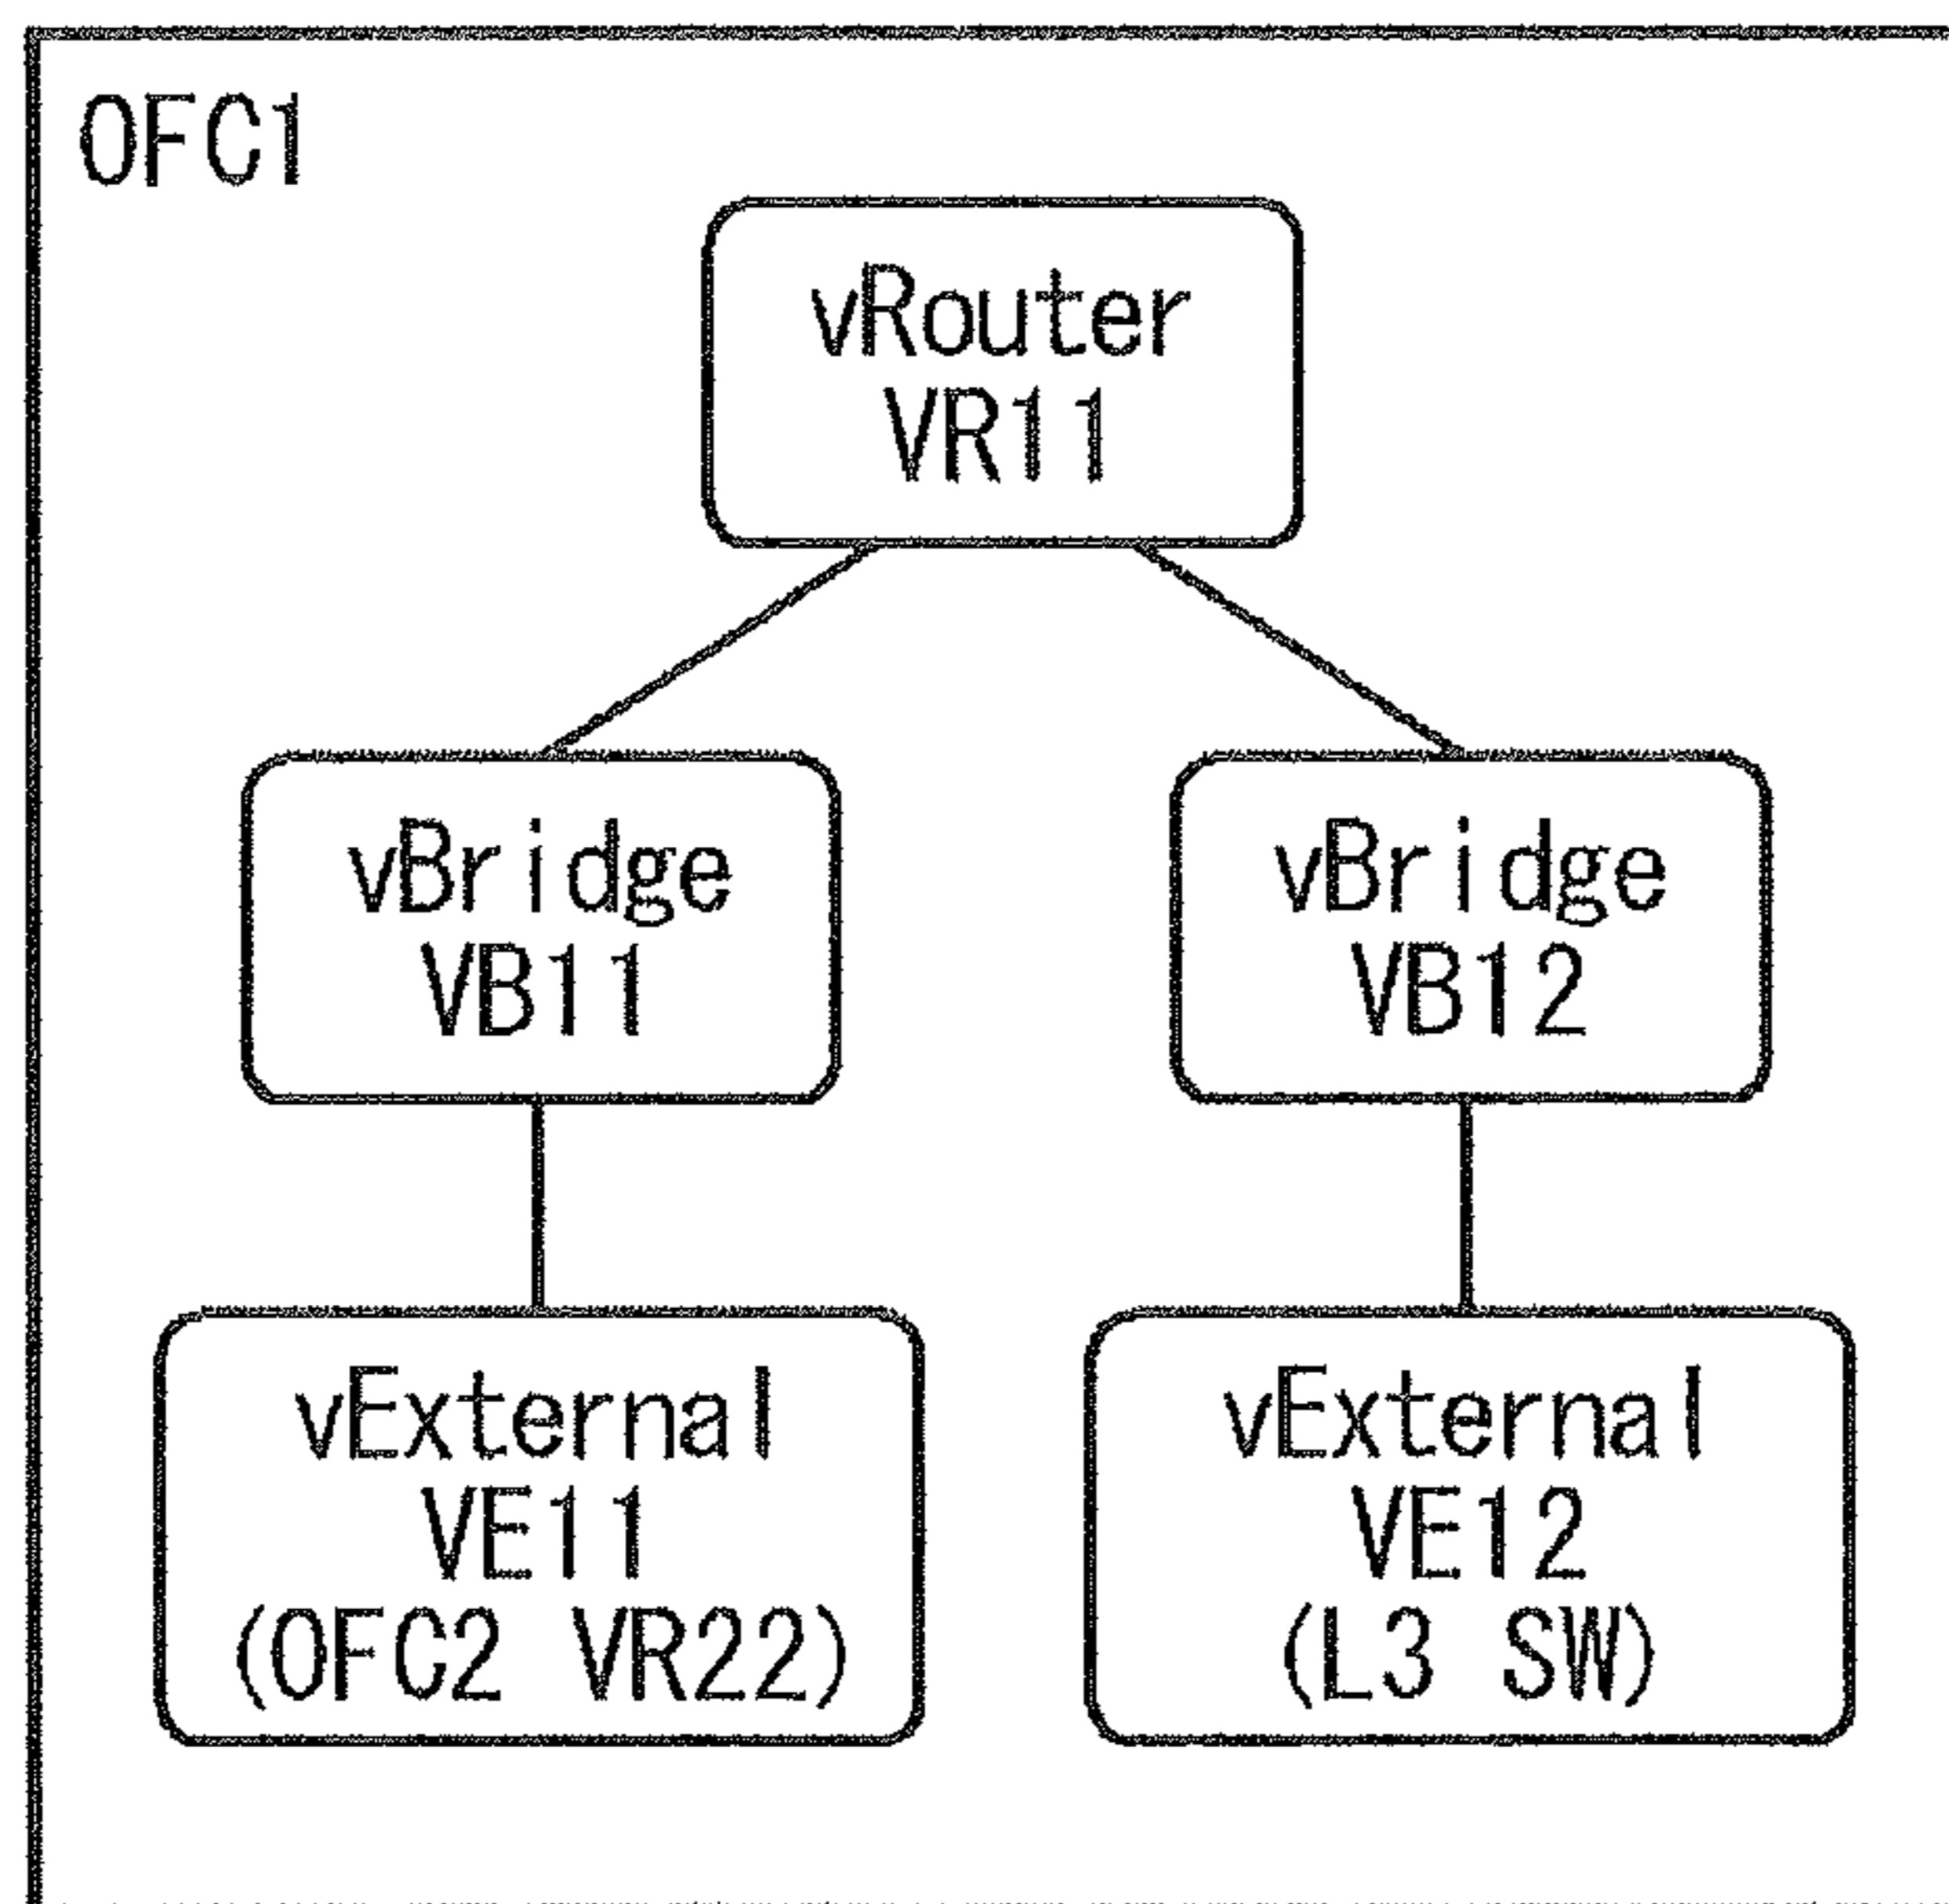 OFC1
vRouter
VR11
vBridge
VB11
vBridge
VB12
vExternal
VE11
(OFC2 VR22)
vExternal
VE12
(L3 SW)